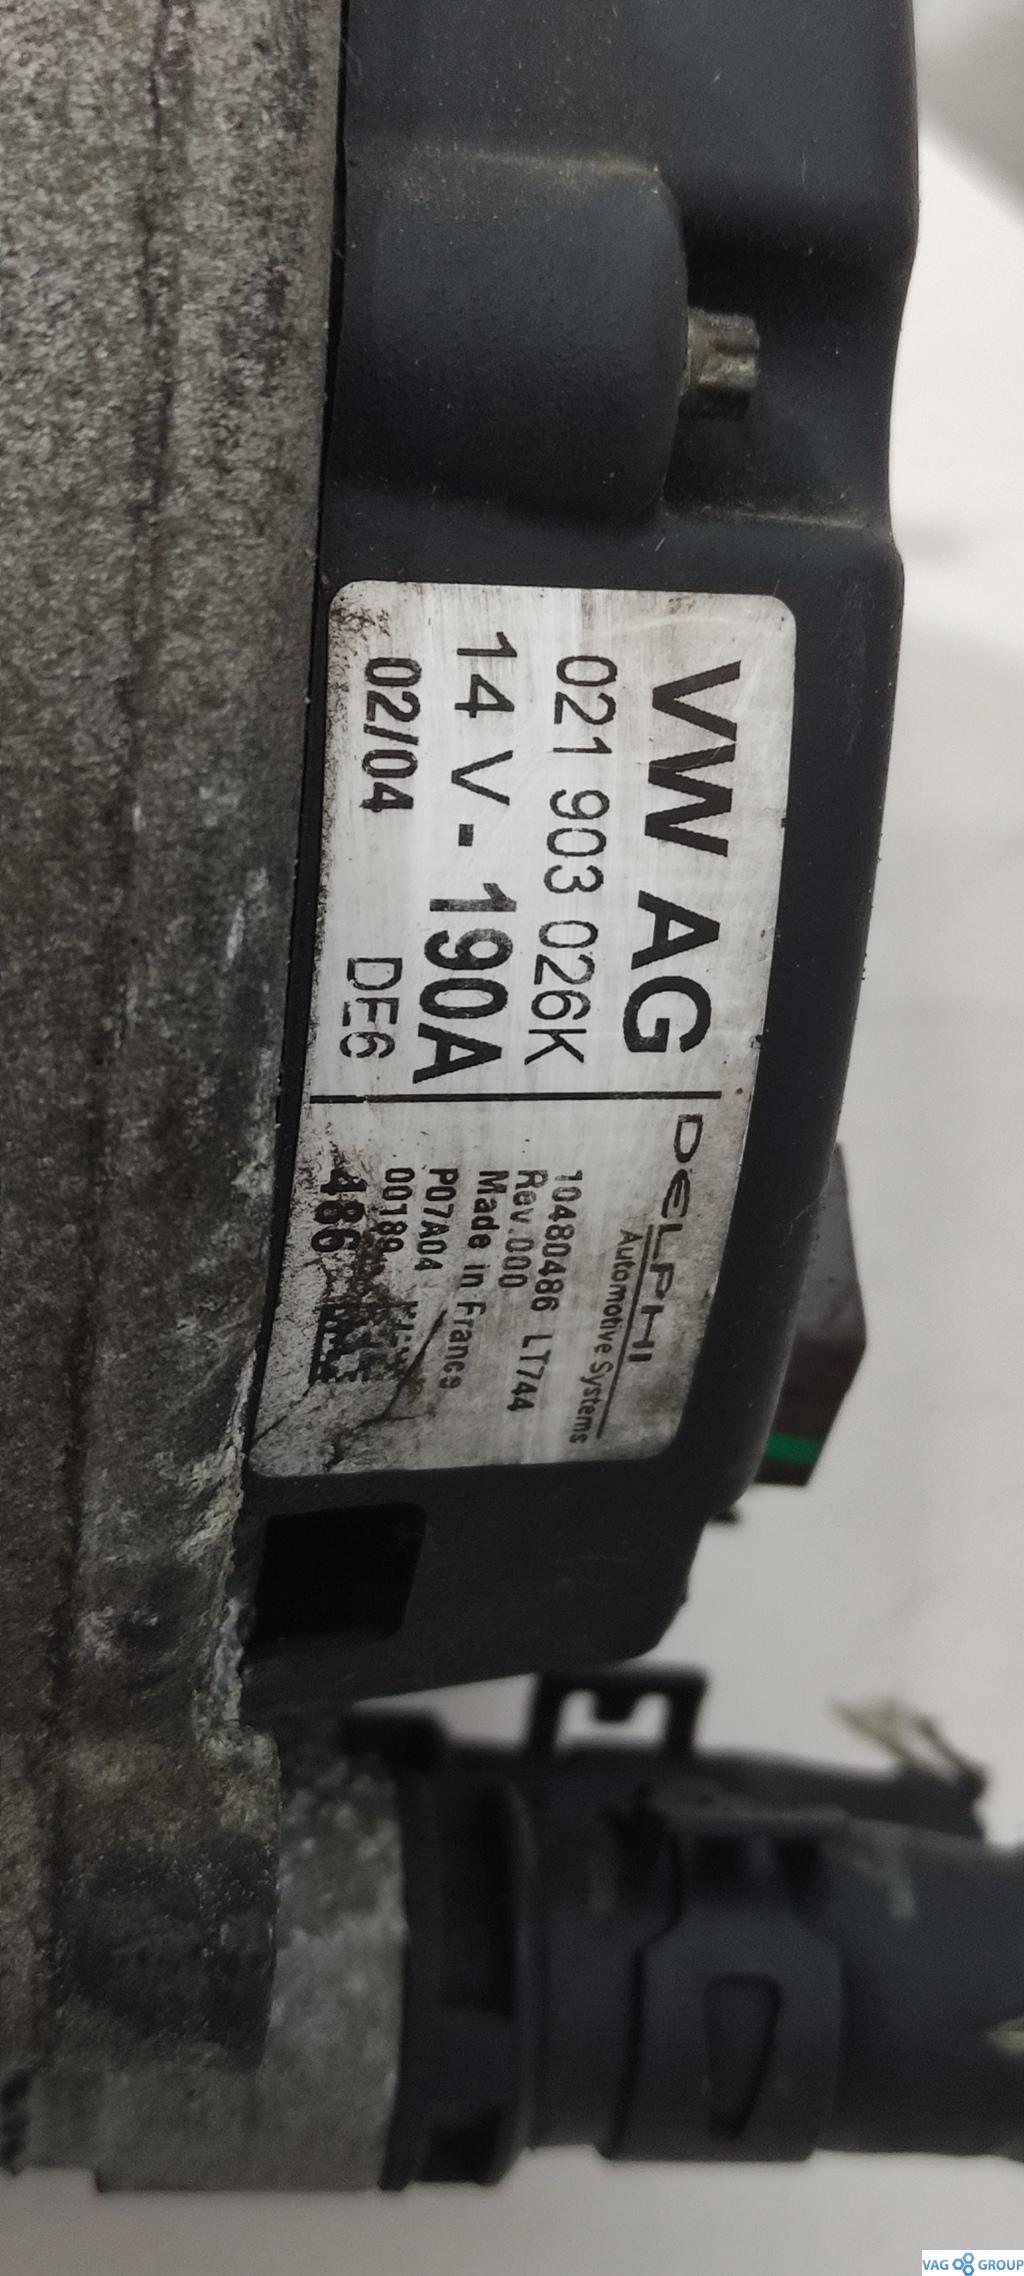 VW AG
021 903 026K
14 V - 190A
02/04 DE6
DELPHI
Automotive Systems
10480486 LT744
Rev.000
Made in France
P07A04
00189
486
VAG GROUP